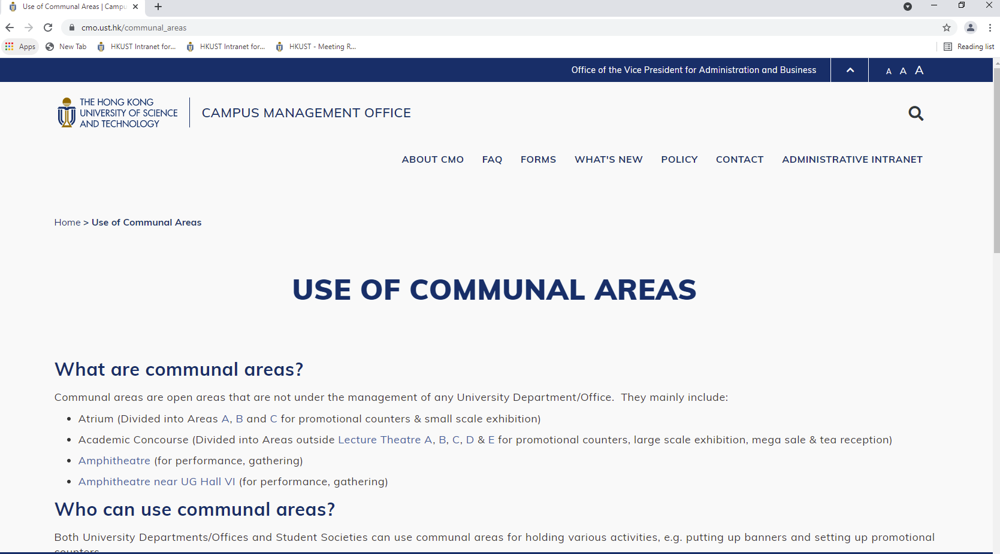 Use of Communal Areas | Campu
cmo.ust.hk/communal_areas
Apps New Tab HKUST Intranet for... HKUST Intranet for... HKUST - Meeting R... Reading list
Office of the Vice President for Administration and Business A A A
THE HONG KONG
UNIVERSITY OF SCIENCE
AND TECHNOLOGY
CAMPUS MANAGEMENT OFFICE
ABOUT CMO FAQ FORMS WHAT'S NEW POLICY CONTACT ADMINISTRATIVE INTRANET
Home > Use of Communal Areas
USE OF COMMUNAL AREAS
What are communal areas?
Communal areas are open areas that are not under the management of any University Department/Office. They mainly include:
• Atrium (Divided into Areas A, B and C for promotional counters & small scale exhibition)
• Academic Concourse (Divided into Areas outside Lecture Theatre A, B, C, D & E for promotional counters, large scale exhibition, mega sale & tea reception)
• Amphitheatre (for performance, gathering)
• Amphitheatre near UG Hall VI (for performance, gathering)
Who can use communal areas?
Both University Departments/Offices and Student Societies can use communal areas for holding various activities, e.g. putting up banners and setting up promotional
counters